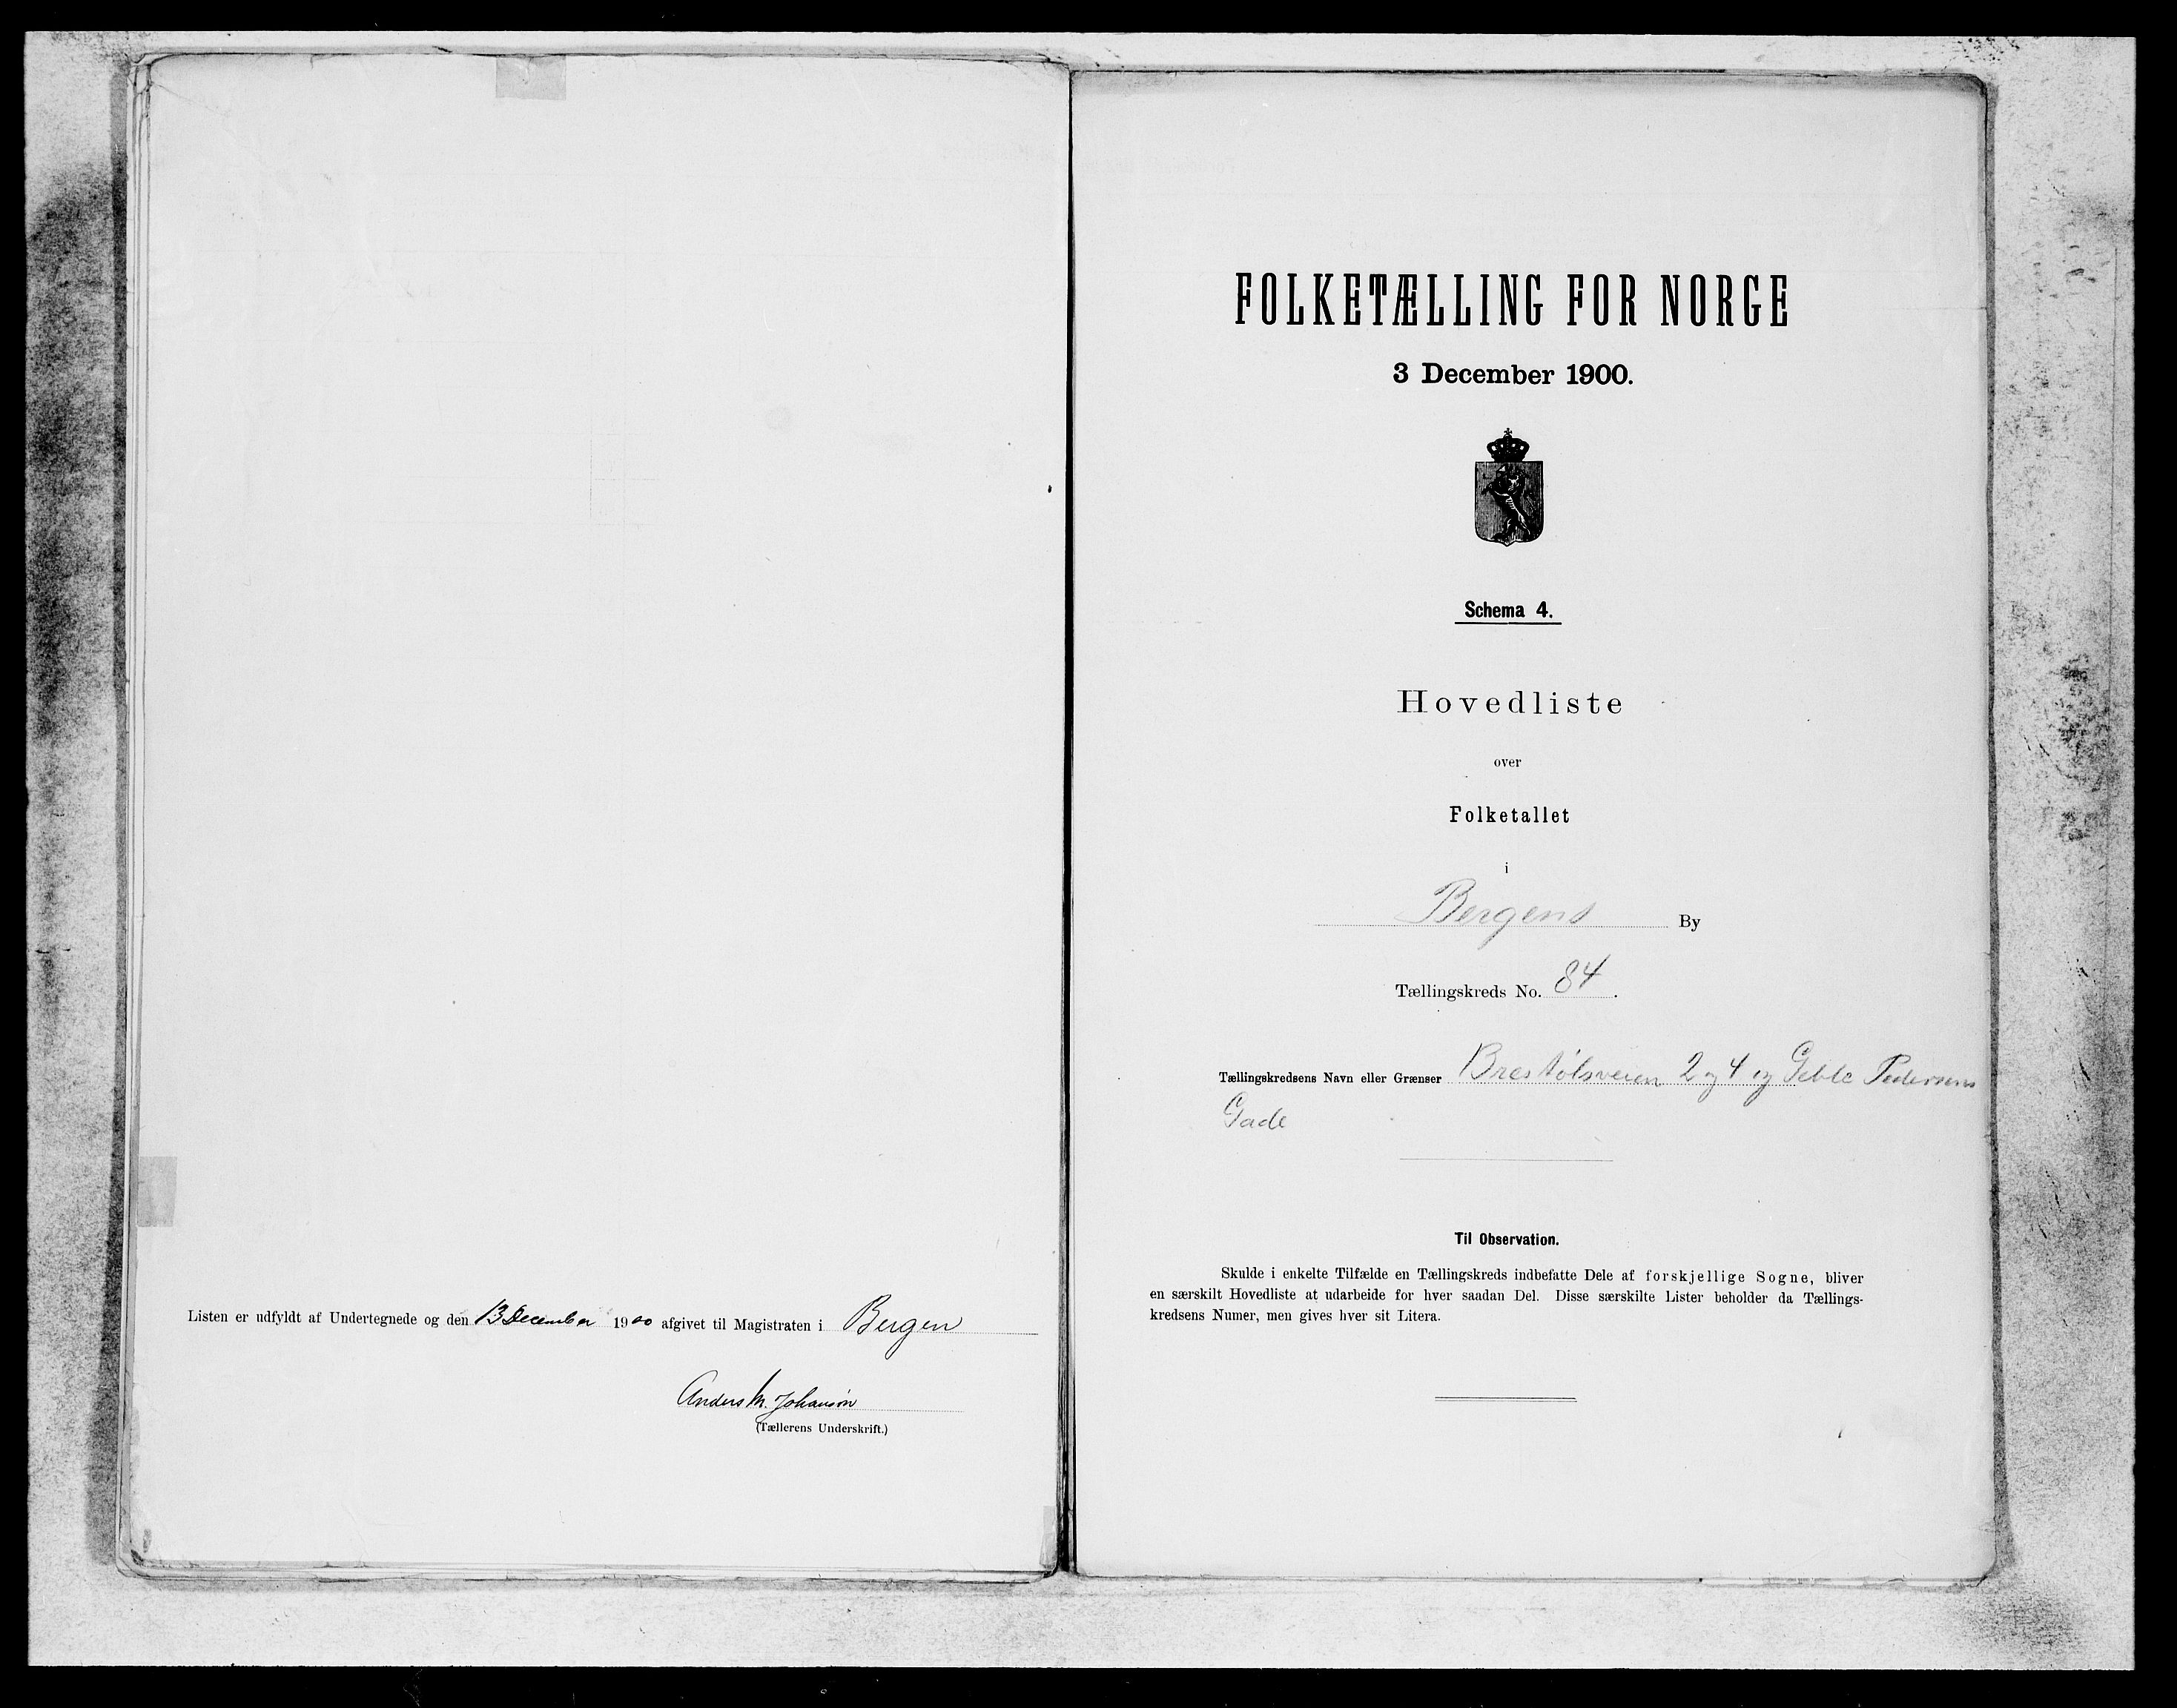 Listen er udfyldt af Undertegnede og den 13 December 1900 afgivet til Magistraten i Bergen
Anders M. Johansön
(Tællerens Underskrift.)
FOLKETÆLLING FOR NORGE
3 December 1900.
Schema 4.
Hovedliste
over
Folketallet
i
Bergens By
Tællingskreds No. 84.
Tællingskredsens Navn eller Grænser Brestølsveien 2 og 4 og Geble Pedersens
Gade
Til Observation.
Skulde i enkelte Tilfælde en Tællingskreds indbefatte Dele af forskjellige Sogne, bliver
en særskilt Hovedliste at udarbeide for hver saadan Del. Disse særskilte Lister beholder da Tællings-
kredsens Numer, men gives hver sit Litera.